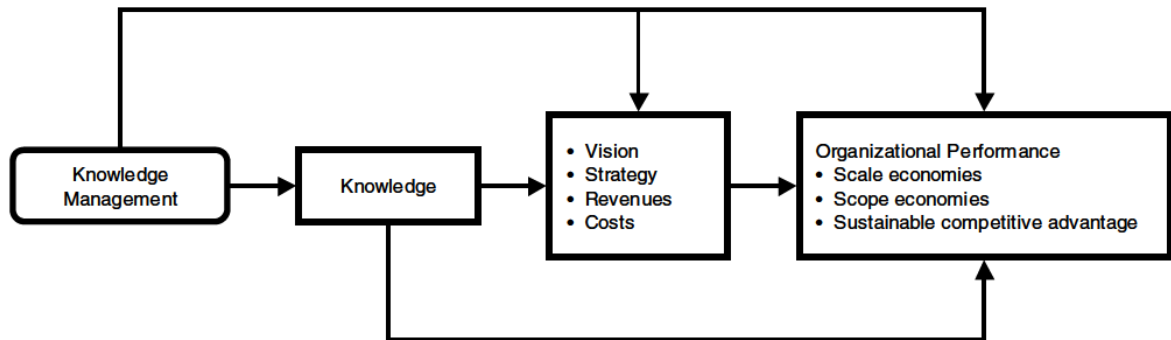 Knowledge
Management
Knowledge
• Vision
• Strategy
• Revenues
• Costs
Organizational Performance
• Scale economies
• Scope economies
• Sustainable competitive advantage